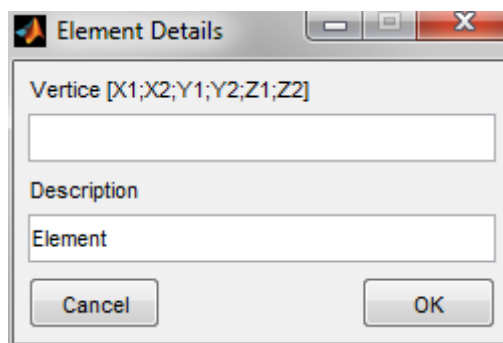 Element Details
Vertice [X1;X2;Y1;Y2;Z1;Z2]
Description
Element
Cancel OK